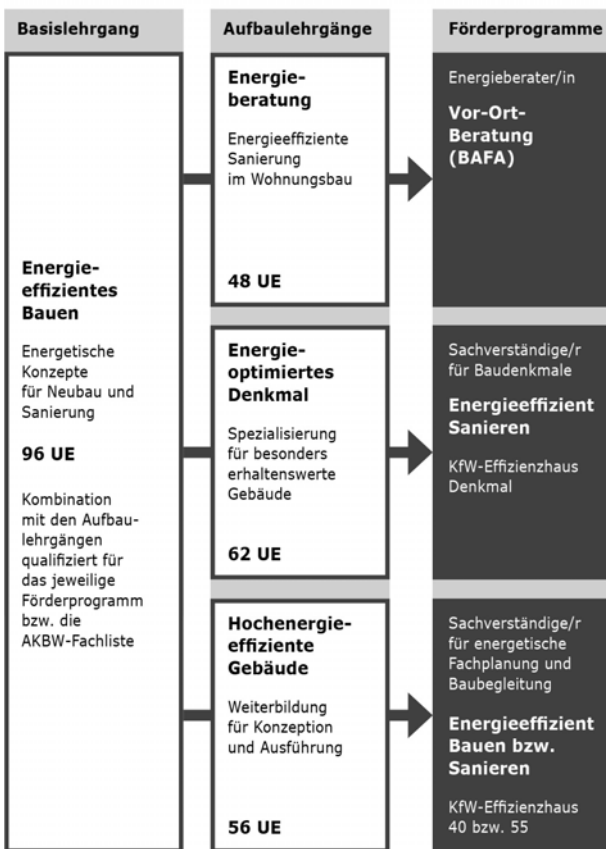 Basislehrgang
Energie-
effizientes
Bauen
Energetische
Konzepte
für Neubau und
Sanierung
96 UE
Kombination
mit den Aufbau-
lehrgängen
qualifiziert für
das jeweilige
Förderprogramm
bzw. die
AKBW-Fachliste
Aufbaulehrgänge
Energie-
beratung
Energieeffiziente
Sanierung
im Wohnungsbau
48 UE
Energie-
optimiertes
Denkmal
Spezialisierung
für besonders
erhaltenswerte
Gebäude
62 UE
Hochenergie-
effiziente
Gebäude
Weiterbildung
für Konzeption
und Ausführung
56 UE
Förderprogramme
Energieberater/in
Vor-Ort-
Beratung
(BAFA)
Sachverständige/r
für Baudenkmale
Energieeffizient
Sanieren
KfW-Effizienzhaus
Denkmal
Sachverständige/r
für energetische
Fachplanung und
Baubegleitung
Energieeffizient
Bauen bzw.
Sanieren
KfW-Effizienzhaus
40 bzw. 55